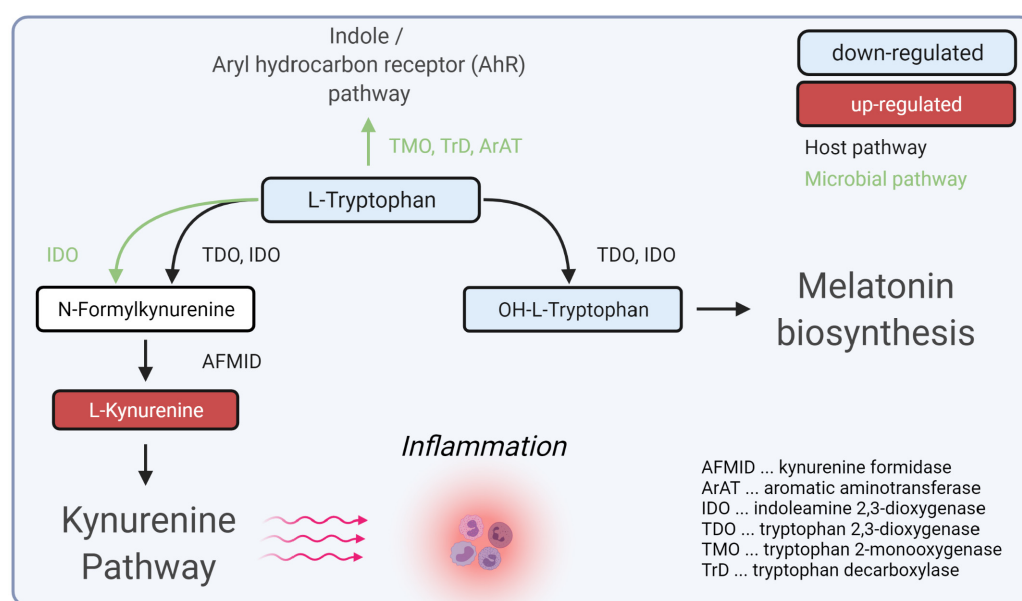 Indole /
Aryl hydrocarbon receptor (AhR)
pathway
down-regulated
up-regulated
Host pathway
Microbial pathway
TMO, TrD, ArAT
L-Tryptophan
IDO
TDO, IDO
TDO, IDO
N-Formylkynurenine
OH-L-Tryptophan
Melatonin
biosynthesis
AFMID
L-Kynurenine
Inflammation
Kynurenine
Pathway
AFMID ... kynurenine formidase
ArAT ... aromatic aminotransferase
IDO ... indoleamine 2,3-dioxygenase
TDO ... tryptophan 2,3-dioxygenase
TMO ... tryptophan 2-monooxygenase
TrD ... tryptophan decarboxylase